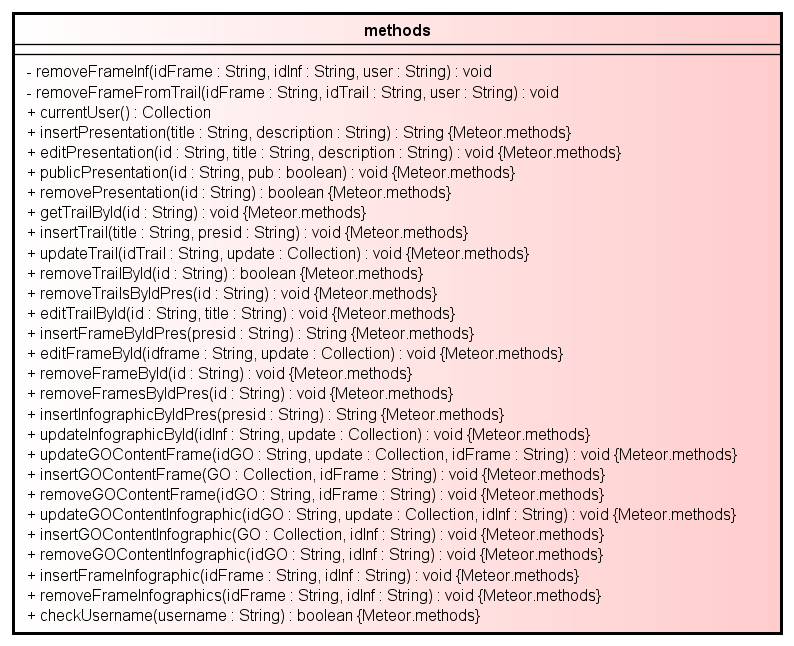 methods
- removeFrameInf(idFrame : String, idInf : String, user : String) : void
- removeFrameFromTrail(idFrame : String, idTrail : String, user : String) : void
+ currentUser() : Collection
+ insertPresentation(title : String, description : String) : String {Meteor.methods}
+ editPresentation(id : String, title : String, description : String) : void {Meteor.methods}
+ publicPresentation(id : String, pub : boolean) : void {Meteor.methods}
+ removePresentation(id : String) : boolean {Meteor.methods}
+ getTrailById(id : String) : void {Meteor.methods}
+ insertTrail(title : String, presid : String) : void {Meteor.methods}
+ updateTrail(idTrail : String, update : Collection) : void {Meteor.methods}
+ removeTrailById(id : String) : boolean {Meteor.methods}
+ removeTrailsByIdPres(id : String) : void {Meteor.methods}
+ editTrailById(id : String, title : String) : void {Meteor.methods}
+ insertFrameByIdPres(presid : String) : String {Meteor.methods}
+ editFrameById(idframe : String, update : Collection) : void {Meteor.methods}
+ removeFrameById(id : String) : void {Meteor.methods}
+ removeFramesByIdPres(id : String) : void {Meteor.methods}
+ insertInfographicByIdPres(presid : String) : String {Meteor.methods}
+ updateInfographicById(idInf : String, update : Collection) : void {Meteor.methods}
+ updateGOContentFrame(idGO : String, update : Collection, idFrame : String) : void {Meteor.methods}
+ insertGOContentFrame(GO : Collection, idFrame : String) : void {Meteor.methods}
+ removeGOContentFrame(idGO : String, idFrame : String) : void {Meteor.methods}
+ updateGOContentInfographic(idGO : String, update : Collection, idInf : String) : void {Meteor.methods}
+ insertGOContentInfographic(GO : Collection, idInf : String) : void {Meteor.methods}
+ removeGOContentInfographic(idGO : String, idInf : String) : void {Meteor.methods}
+ insertFrameInfographic(idFrame : String, idInf : String) : void {Meteor.methods}
+ removeFrameInfographics(idFrame : String, idInf : String) : void {Meteor.methods}
+ checkUsername(username : String) : boolean {Meteor.methods}